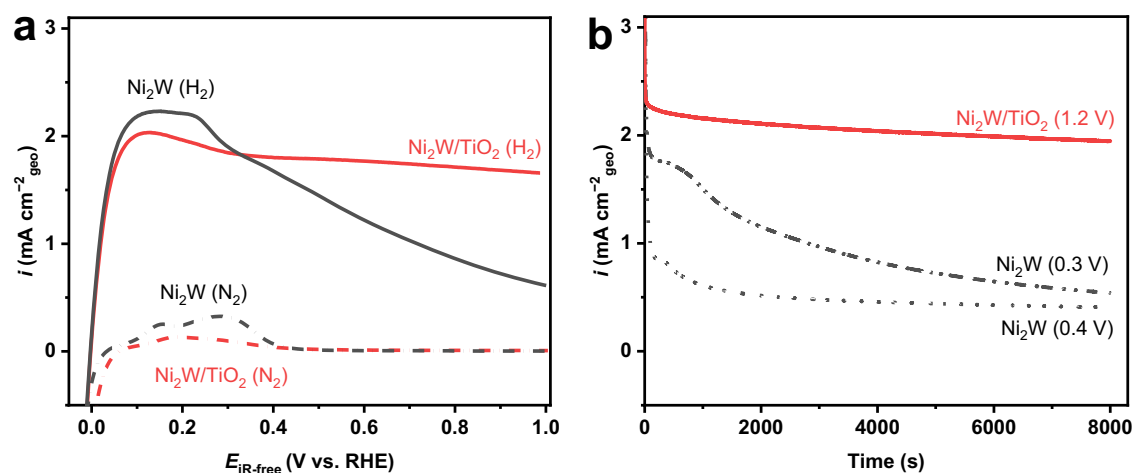 a
i (mA cm⁻²geo)
3
2
1
0
Ni₂W (H₂)
Ni₂W/TiO₂ (H₂)
Ni₂W (N₂)
Ni₂W/TiO₂ (N₂)
0.0 0.2 0.4 0.6 0.8 1.0
E_iR-free (V vs. RHE)
b
i (mA cm⁻²geo)
3
2
1
0
Ni₂W/TiO₂ (1.2 V)
Ni₂W (0.3 V)
Ni₂W (0.4 V)
0 2000 4000 6000 8000
Time (s)